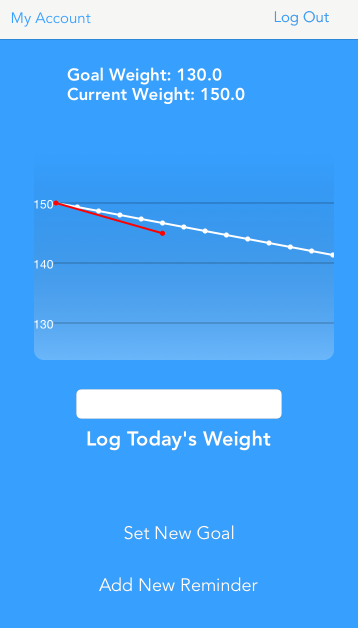 My Account
Log Out
Goal Weight: 130.0
Current Weight: 150.0
150
140
130
Log Today's Weight
Set New Goal
Add New Reminder